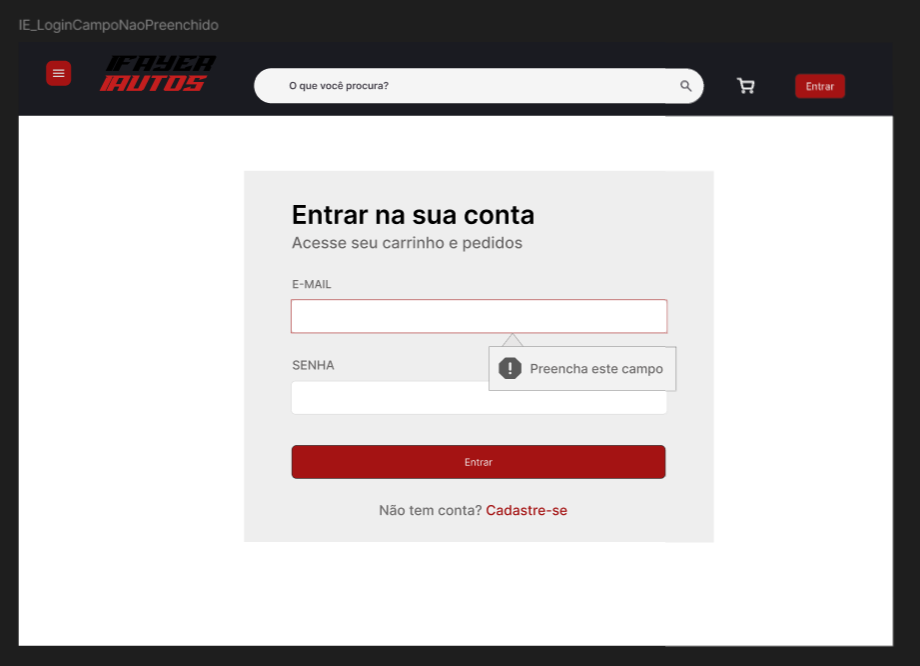 IE_LoginCampoNaoPreenchido
FAYER
AUTOS
O que você procura?
Entrar
Entrar na sua conta
Acesse seu carrinho e pedidos
E-MAIL
Preencha este campo
SENHA
Entrar
Não tem conta? Cadastre-se